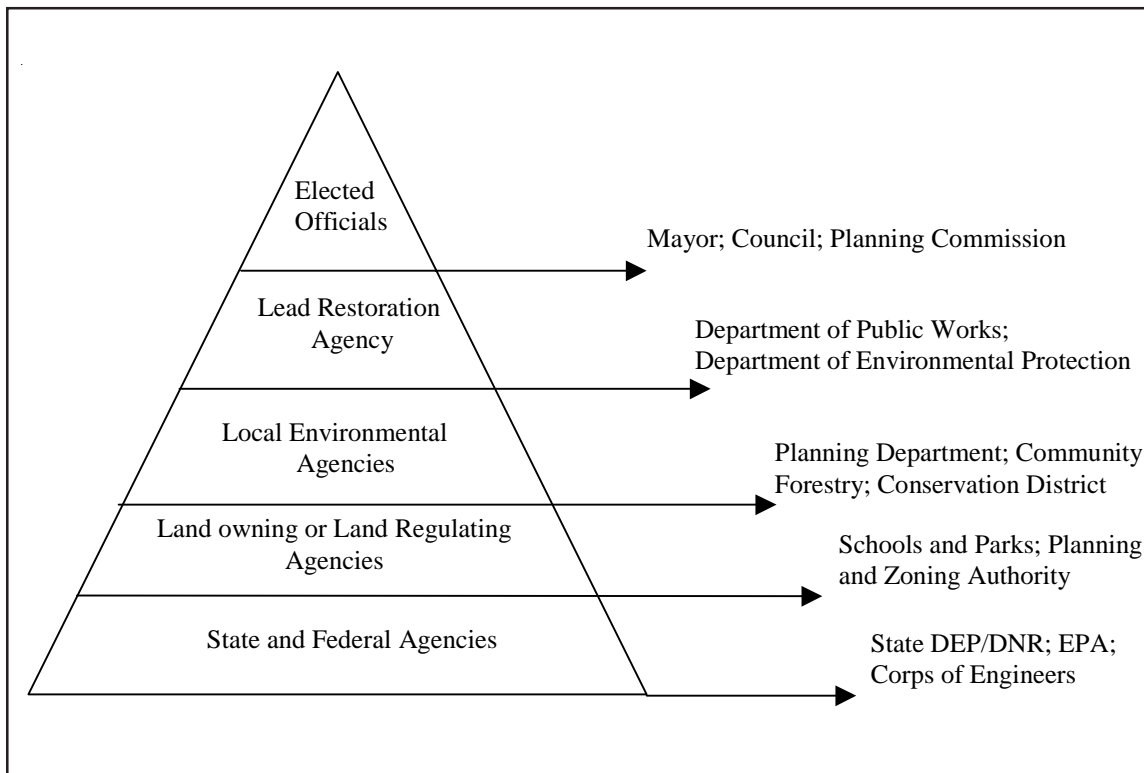 Elected
Officials
Mayor; Council; Planning Commission
Lead Restoration
Agency
Department of Public Works;
Department of Environmental Protection
Local Environmental
Agencies
Planning Department; Community
Forestry; Conservation District
Land owning or Land Regulating
Agencies
Schools and Parks; Planning
and Zoning Authority
State and Federal Agencies
State DEP/DNR; EPA;
Corps of Engineers